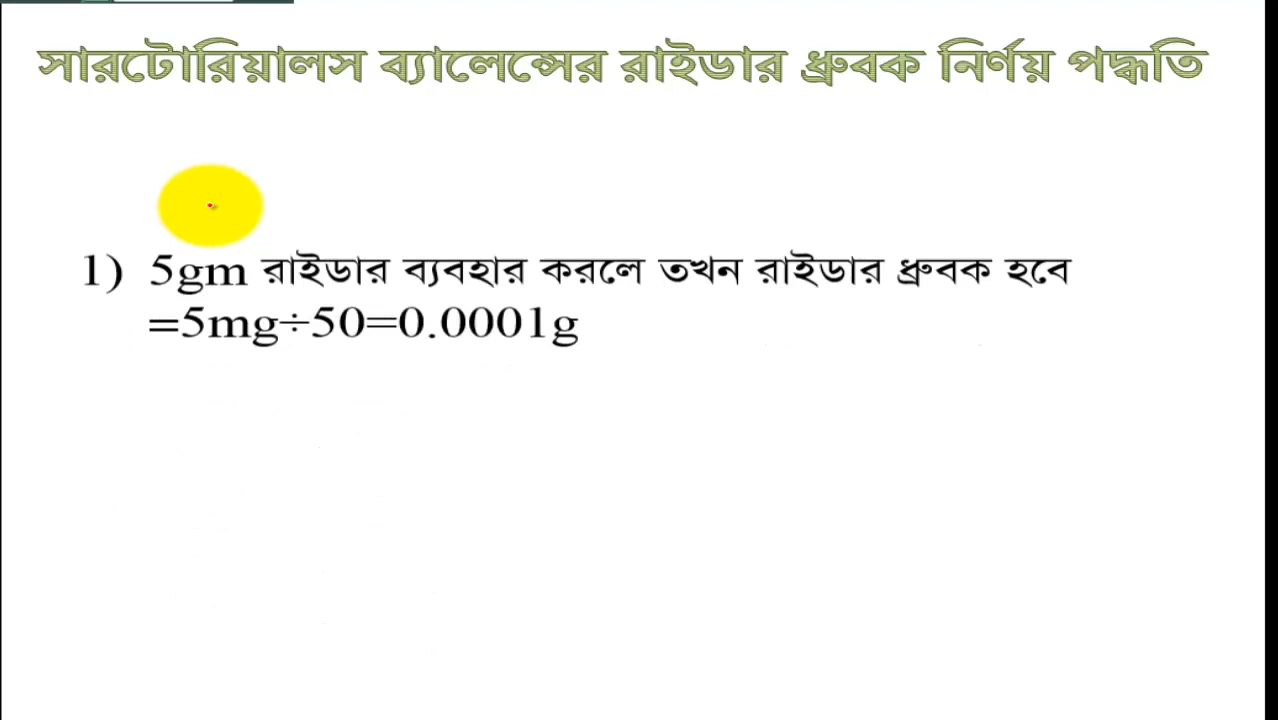 সারটোরিয়ালস ব্যালেন্সের রাইডার ধ্রুবক নির্ণয় পদ্ধতি
1) 5gm রাইডার ব্যবহার করলে তখন রাইডার ধ্রুবক হবে
=5mg÷50=0.0001g